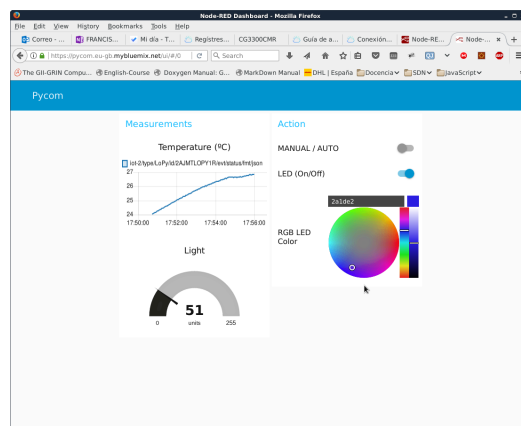 Node-RED Dashboard - Mozilla Firefox
File Edit View History Bookmarks Tools Help
Correo - ... FRANCIS... Mi día - T... Regístres... CG3300CMR Guía de a... Conexión... Node-RE... Node-...
https://pycom.eu-gb.mybluemix.net/ui/#/0 Search
The GII-GRIN Compu... English-Course Doxygen Manual: G... MarkDown Manual DHL | España Docencia SDN JavaScript
Pycom
Measurements
Temperature (ºC)
iot-2/type/LoPy/id/2AJMTLOPY1R/evt/status/fmt/json
27
26
25
24
17:50:00 17:52:00 17:54:00 17:56:00
Light
51
0 units 255
Action
MANUAL / AUTO
LED (On/Off)
2a1de2
RGB LED
Color